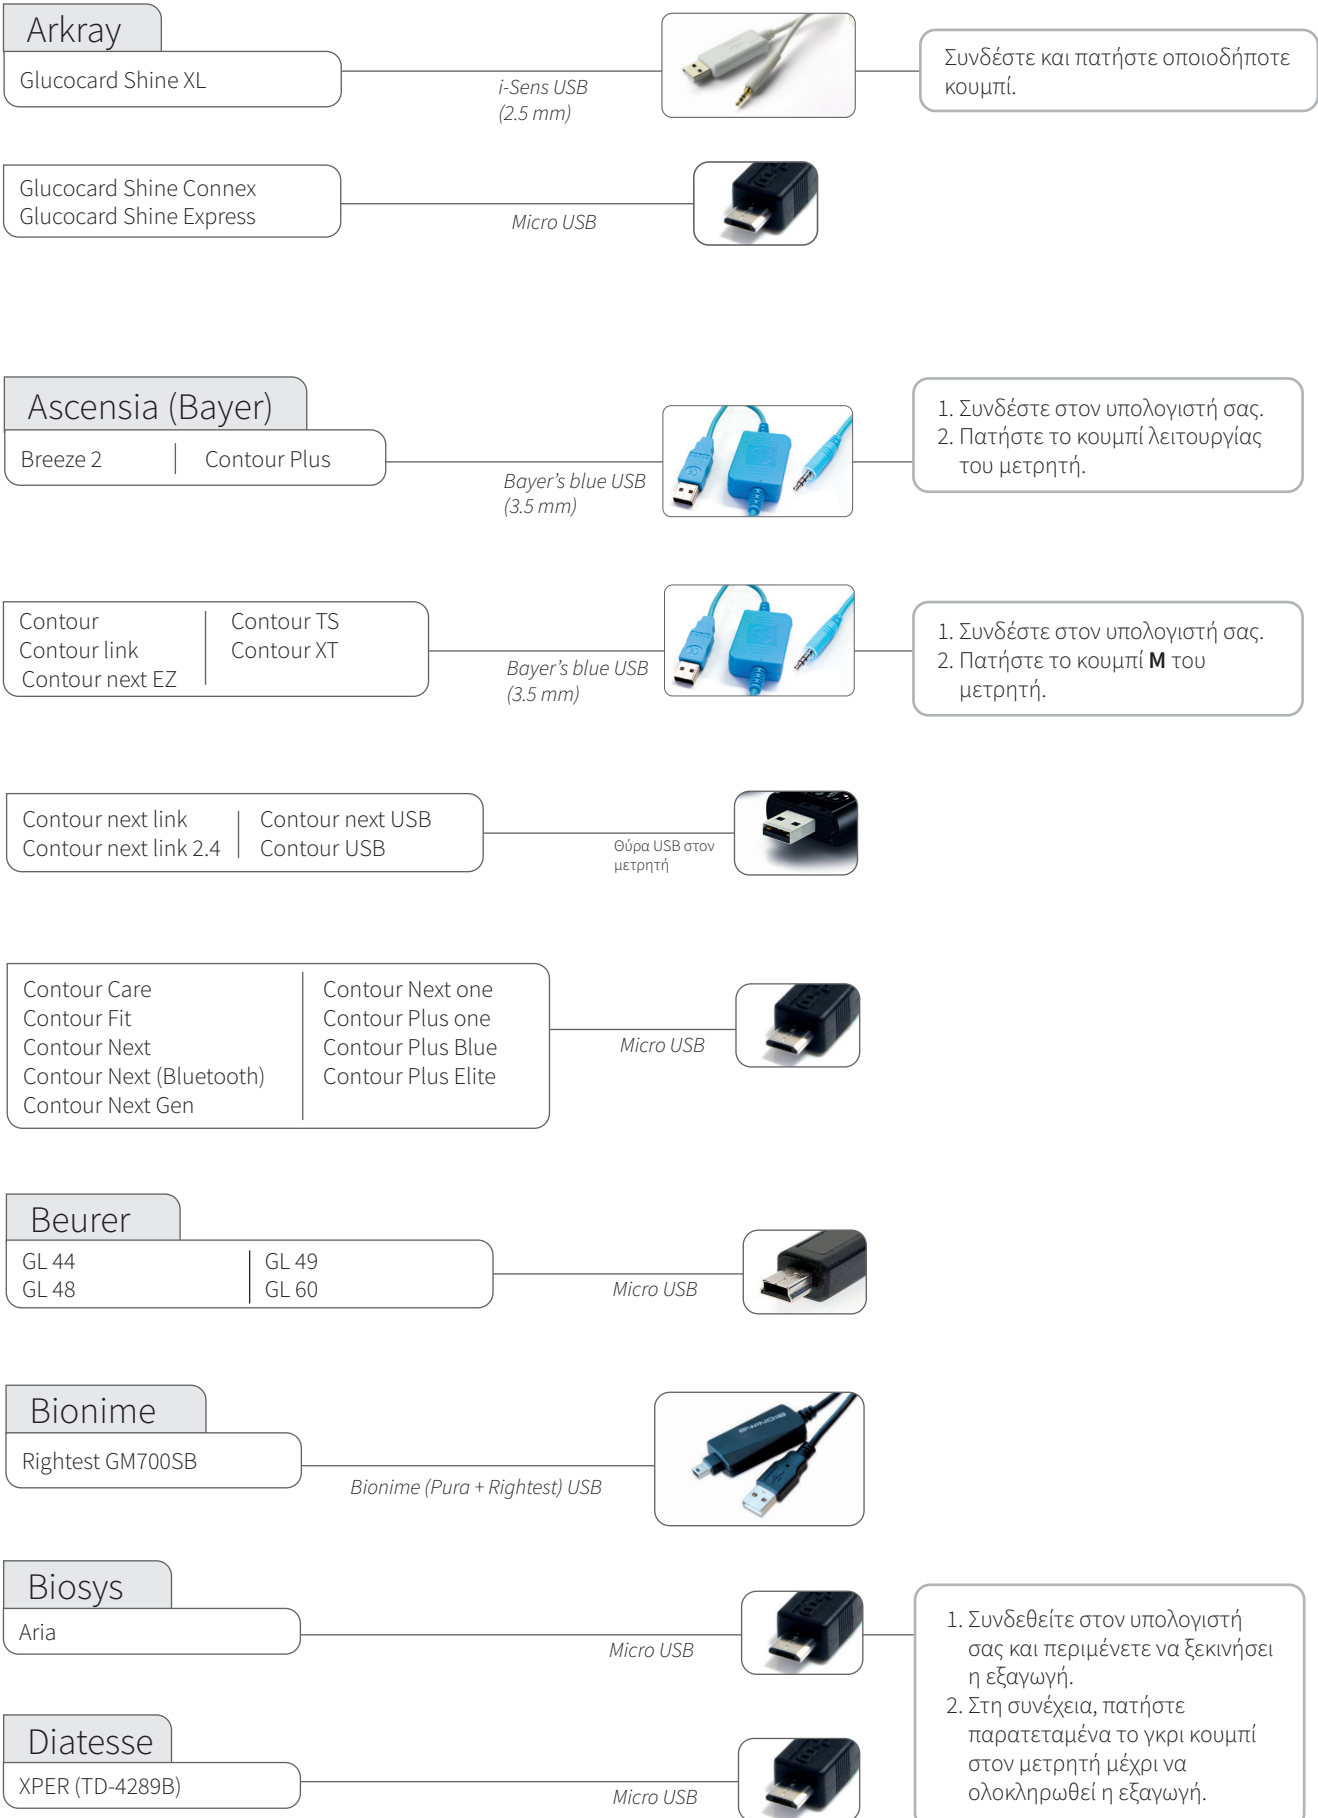 Arkray
Glucocard Shine XL
i-Sens USB
(2.5 mm)
Συνδέστε και πατήστε οποιοδήποτε
κουμπί.
Glucocard Shine Connex
Glucocard Shine Express
Micro USB
Ascensia (Bayer)
Breeze 2
Contour Plus
Bayer’s blue USB
(3.5 mm)
1. Συνδέστε στον υπολογιστή σας.
2. Πατήστε το κουμπί λειτουργίας
του μετρητή.
Contour
Contour link
Contour next EZ
Contour TS
Contour XT
Bayer’s blue USB
(3.5 mm)
1. Συνδέστε στον υπολογιστή σας.
2. Πατήστε το κουμπί M του
μετρητή.
Contour next link
Contour next link 2.4
Contour next USB
Contour USB
Θύρα USB στον
μετρητή
Contour Care
Contour Fit
Contour Next
Contour Next (Bluetooth)
Contour Next Gen
Contour Next one
Contour Plus one
Contour Plus Blue
Contour Plus Elite
Micro USB
Beurer
GL 44
GL 48
GL 49
GL 60
Micro USB
Bionime
Rightest GM700SB
Bionime (Pura + Rightest) USB
BIONIME
Biosys
Aria
Micro USB
1. Συνδεθείτε στον υπολογιστή
σας και περιμένετε να ξεκινήσει
η εξαγωγή.
2. Στη συνέχεια, πατήστε
παρατεταμένα το γκρι κουμπί
στον μετρητή μέχρι να
ολοκληρωθεί η εξαγωγή.
Diatesse
XPER (TD-4289B)
Micro USB